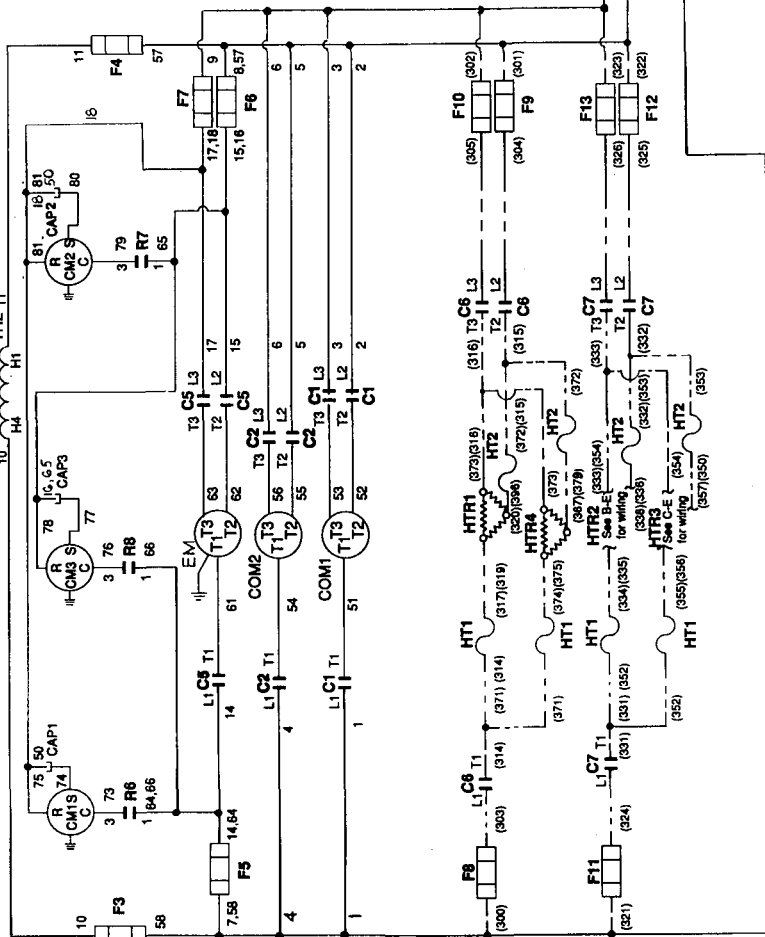 10 H4 H1
11 F4 57
10 F3 58
75 50 CAP1
R CM1 S C 74
3 73
R6
1 64,66
14,64
F5
7,58
78 16,65 CAP3
R CM3 S C 77
3 76
R8
1 66
81 81 18 50 CAP2
R CM2 S C 80
3 79
R7
1 65
18
F7 9 17,18
F6 8,57 15,16
14 L1 C5 T1 61
EM T1 T3 T2
63 62
T3 C5 L3 17
T2 C5 L2 15
4 4 L1 C2 T1 54
COM2 T1 T3 T2
56 55
T3 C2 L3 6 6
T2 C2 L2 5 5
1 1 L1 C1 T1 51
COM1 T1 T3 T2
53 52
T3 C1 L3 3 3
T2 C1 L2 2 2
(300) F8 (303) L1 C6 T1 (314)
(371) (314) HT1 (317)(319) HTR1 (373)(316)
(320)(396) HT2 (372)(315)
(371) HT1 (374)(375) HTR4 (373)
(367)(379) HT2 (372)
(316) T3 C6 L3 (305) F10 (302)
(315) T2 C6 L2 (304) F9 (301)
(321) F11 (324) L1 C7 T1 (331)
(331) (352) HT1 (334)(335) HTR2 See B-E for wiring (333)(354)
(338)(336) HT2 (332)(353)
(352) HT1 (355)(356) HTR3 See C-E for wiring (354)
(357)(350) HT2 (353)
(333) T3 C7 L3 (326) F13 (323)
(332) T2 C7 L2 (325) F12 (322)